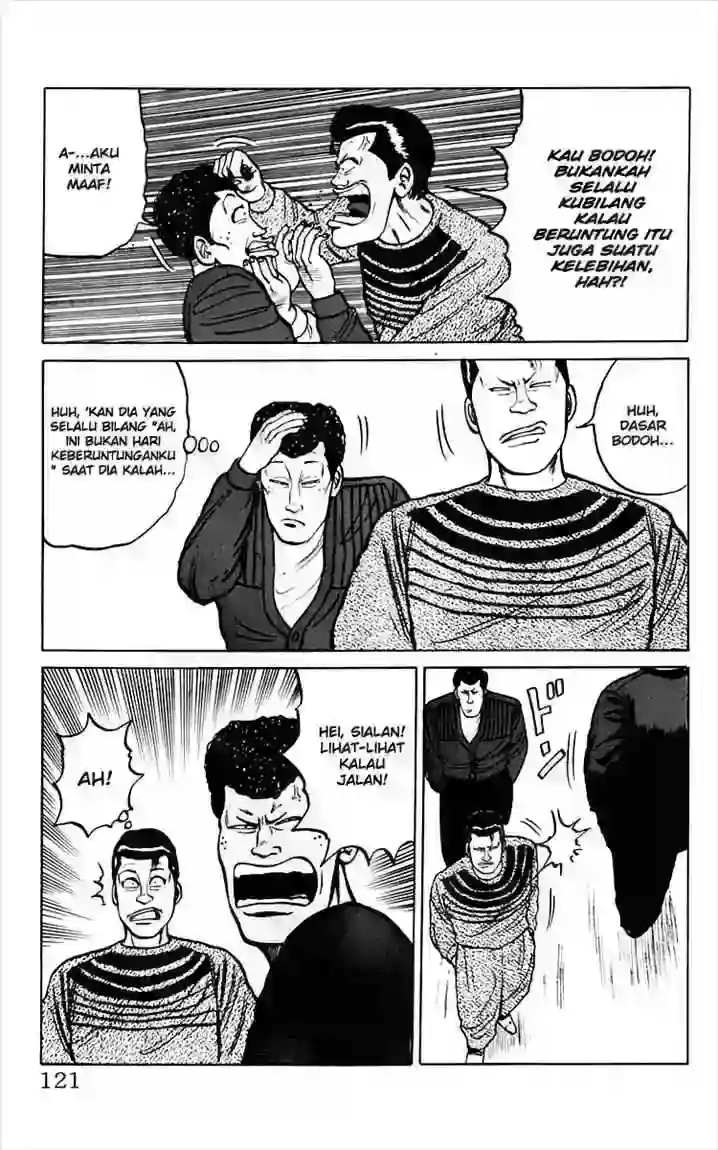 KAU BODOH!
BUKANKAH
SELALU
KUBILANG
KALAU
BERUNTUNG ITU
JUGA SUATU
KELEBIHAN,
HAH?!
A-...AKU
MINTA
MAAF!
HUH,
DASAR
BODOH...
HUH, 'KAN DIA YANG
SELALU BILANG "AH,
INI BUKAN HARI
KEBERUNTUNGANKU
" SAAT DIA KALAH...
ドン
HEI, SIALAN!
LIHAT-LIHAT
KALAU
JALAN!
AH!
121